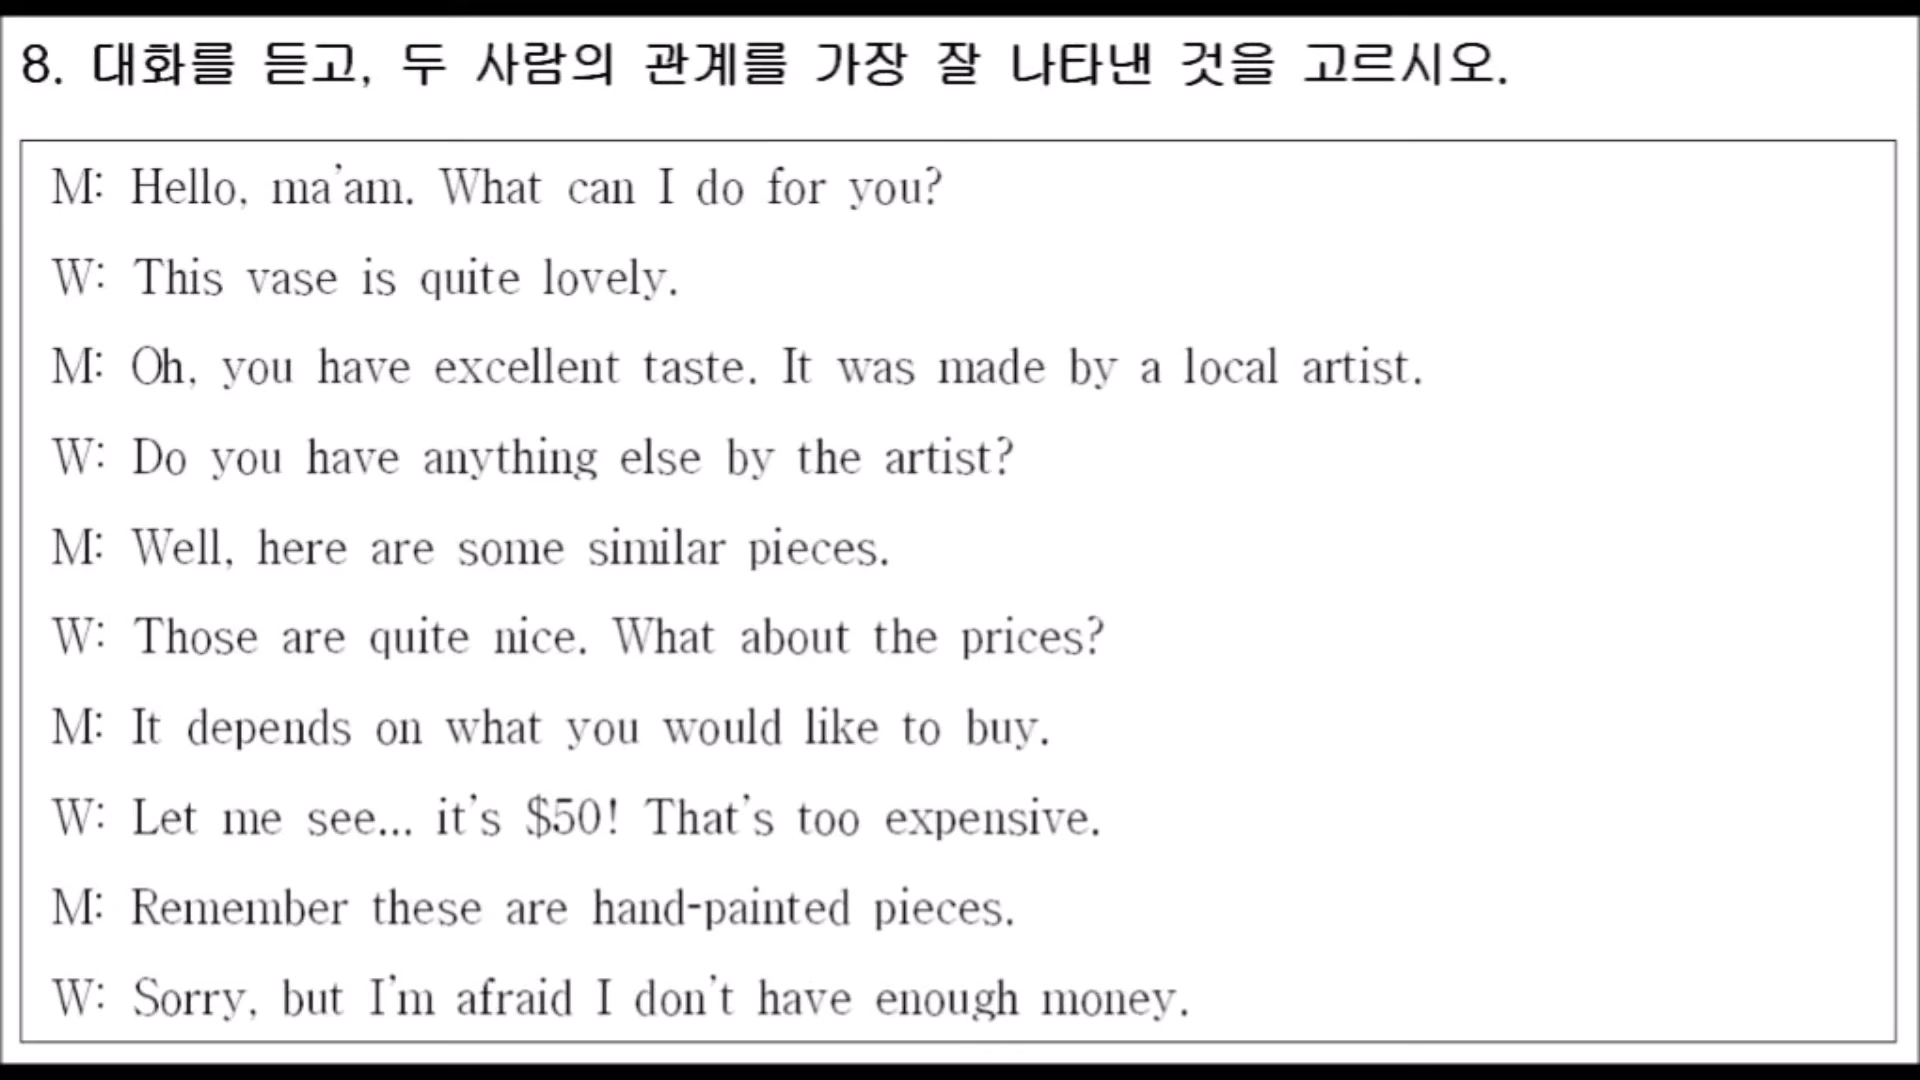 8. 대화를 듣고, 두 사람의 관계를 가장 잘 나타낸 것을 고르시오.
M: Hello, ma'am. What can I do for you?
W: This vase is quite lovely.
M: Oh, you have excellent taste. It was made by a local artist.
W: Do you have anything else by the artist?
M: Well, here are some similar pieces.
W: Those are quite nice. What about the prices?
M: It depends on what you would like to buy.
W: Let me see... it's $50! That's too expensive.
M: Remember these are hand-painted pieces.
W: Sorry, but I'm afraid I don't have enough money.